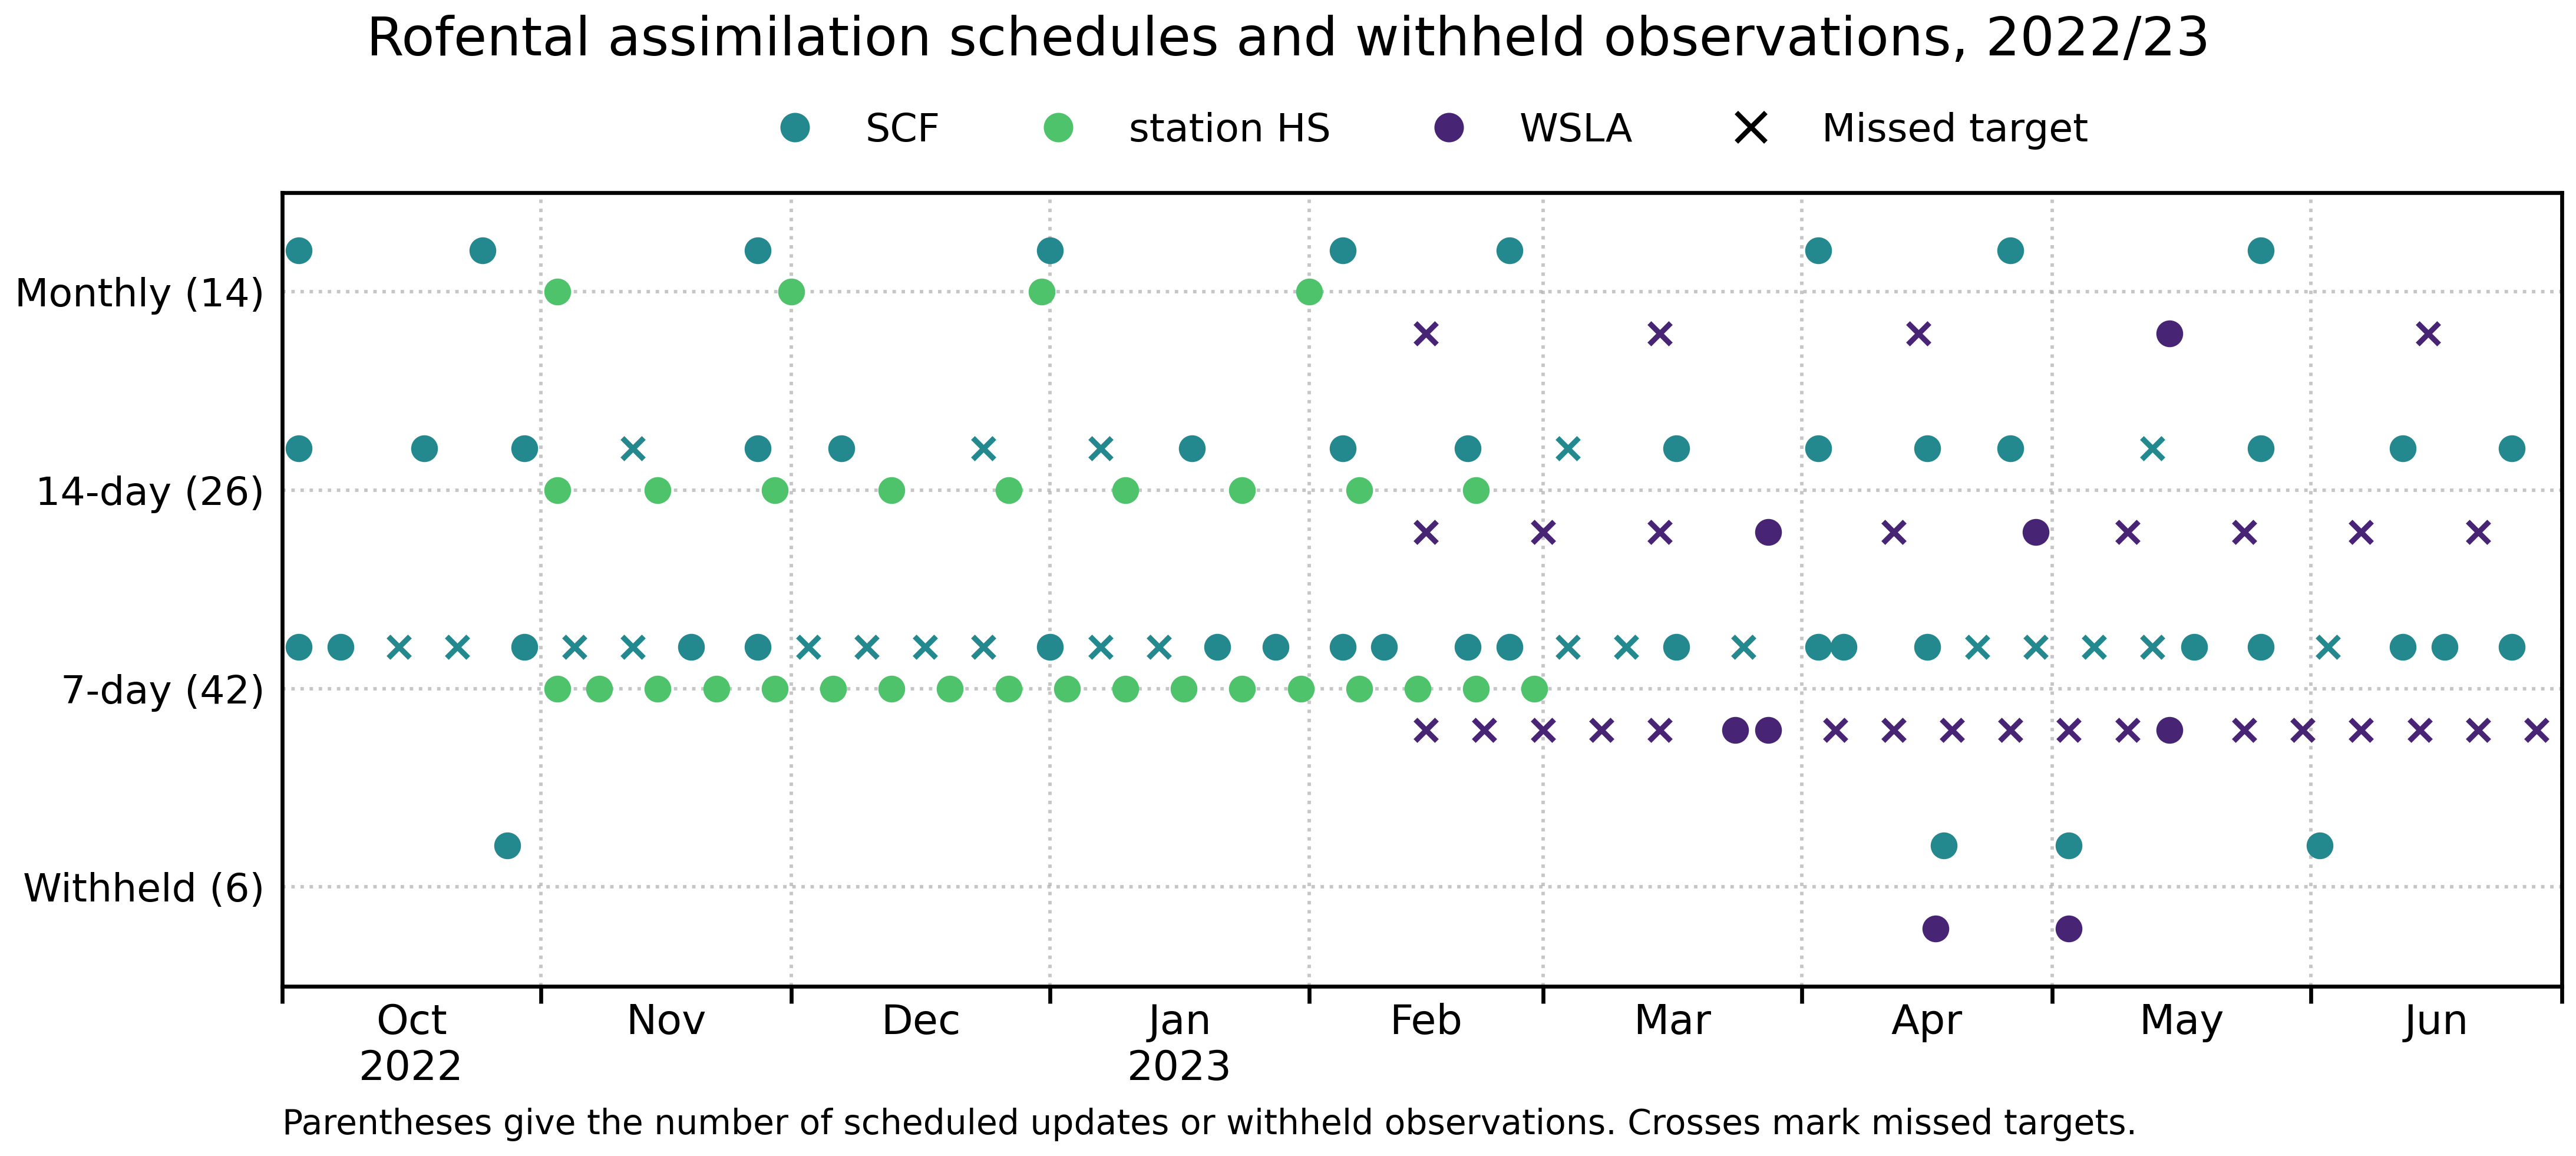 Rofental assimilation schedules and withheld observations, 2022/23
SCF station HS WSLA Missed target
Monthly (14)
14-day (26)
7-day (42)
Withheld (6)
Oct Nov Dec Jan Feb Mar Apr May Jun
2022 2023
Parentheses give the number of scheduled updates or withheld observations. Crosses mark missed targets.